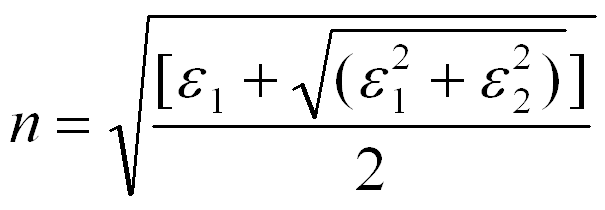 n = √([ε₁ + √(ε₁² + ε₂²)] / 2)